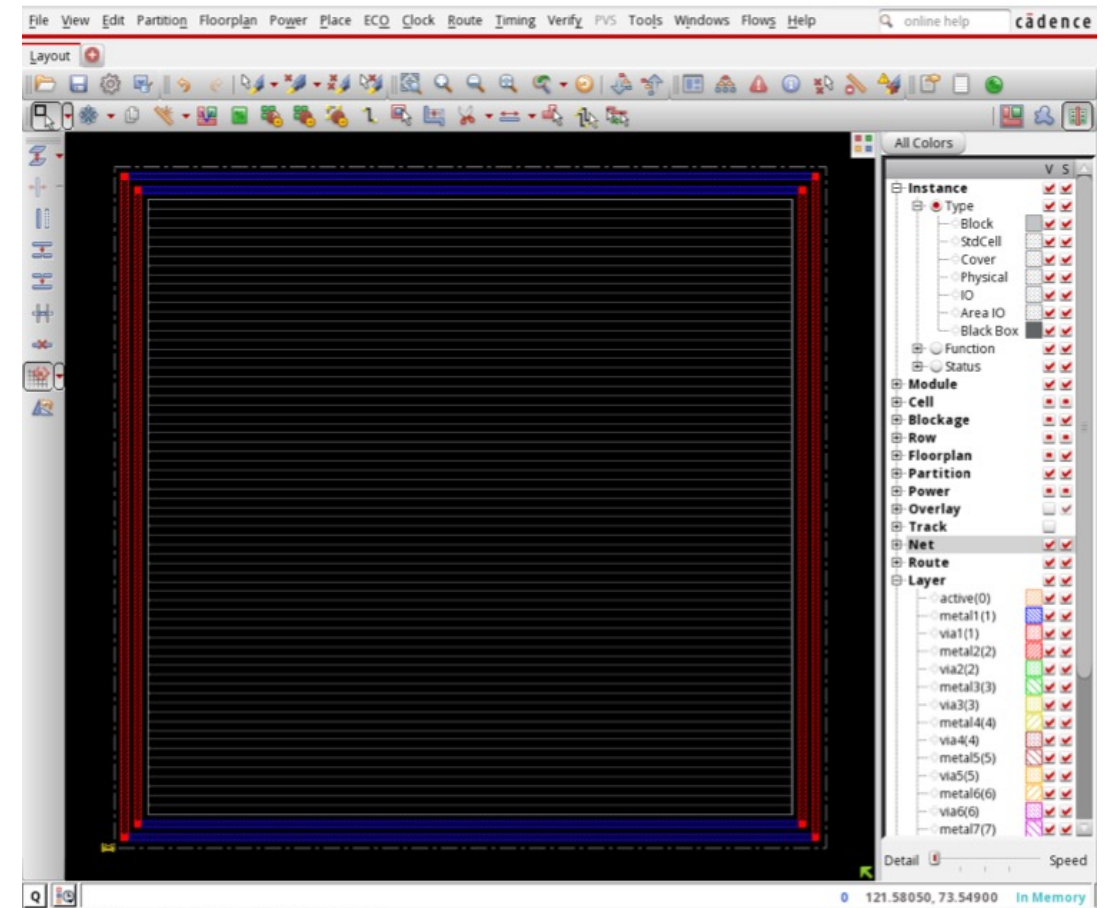 File View Edit Partition Floorplan Power Place ECO Clock Route Timing Verify PVS Tools Windows Flows Help online help cādence
Layout
All Colors
V S
Instance
Type
Block
StdCell
Cover
Physical
IO
Area IO
Black Box
Function
Status
Module
Cell
Blockage
Row
Floorplan
Partition
Power
Overlay
Track
Net
Route
Layer
active(0)
metal1(1)
via1(1)
metal2(2)
via2(2)
metal3(3)
via3(3)
metal4(4)
via4(4)
metal5(5)
via5(5)
metal6(6)
via6(6)
metal7(7)
Detail Speed
Q 0 121.58050, 73.54900 In Memory